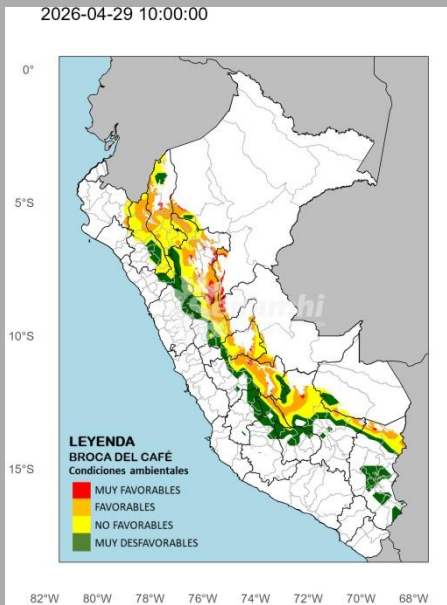 2026-04-29 10:00:00
0°
5°S
10°S
15°S
senamhi
LEYENDA
BROCA DEL CAFÉ
Condiciones ambientales
MUY FAVORABLES
FAVORABLES
NO FAVORABLES
MUY DESFAVORABLES
82°W 80°W 78°W 76°W 74°W 72°W 70°W 68°W